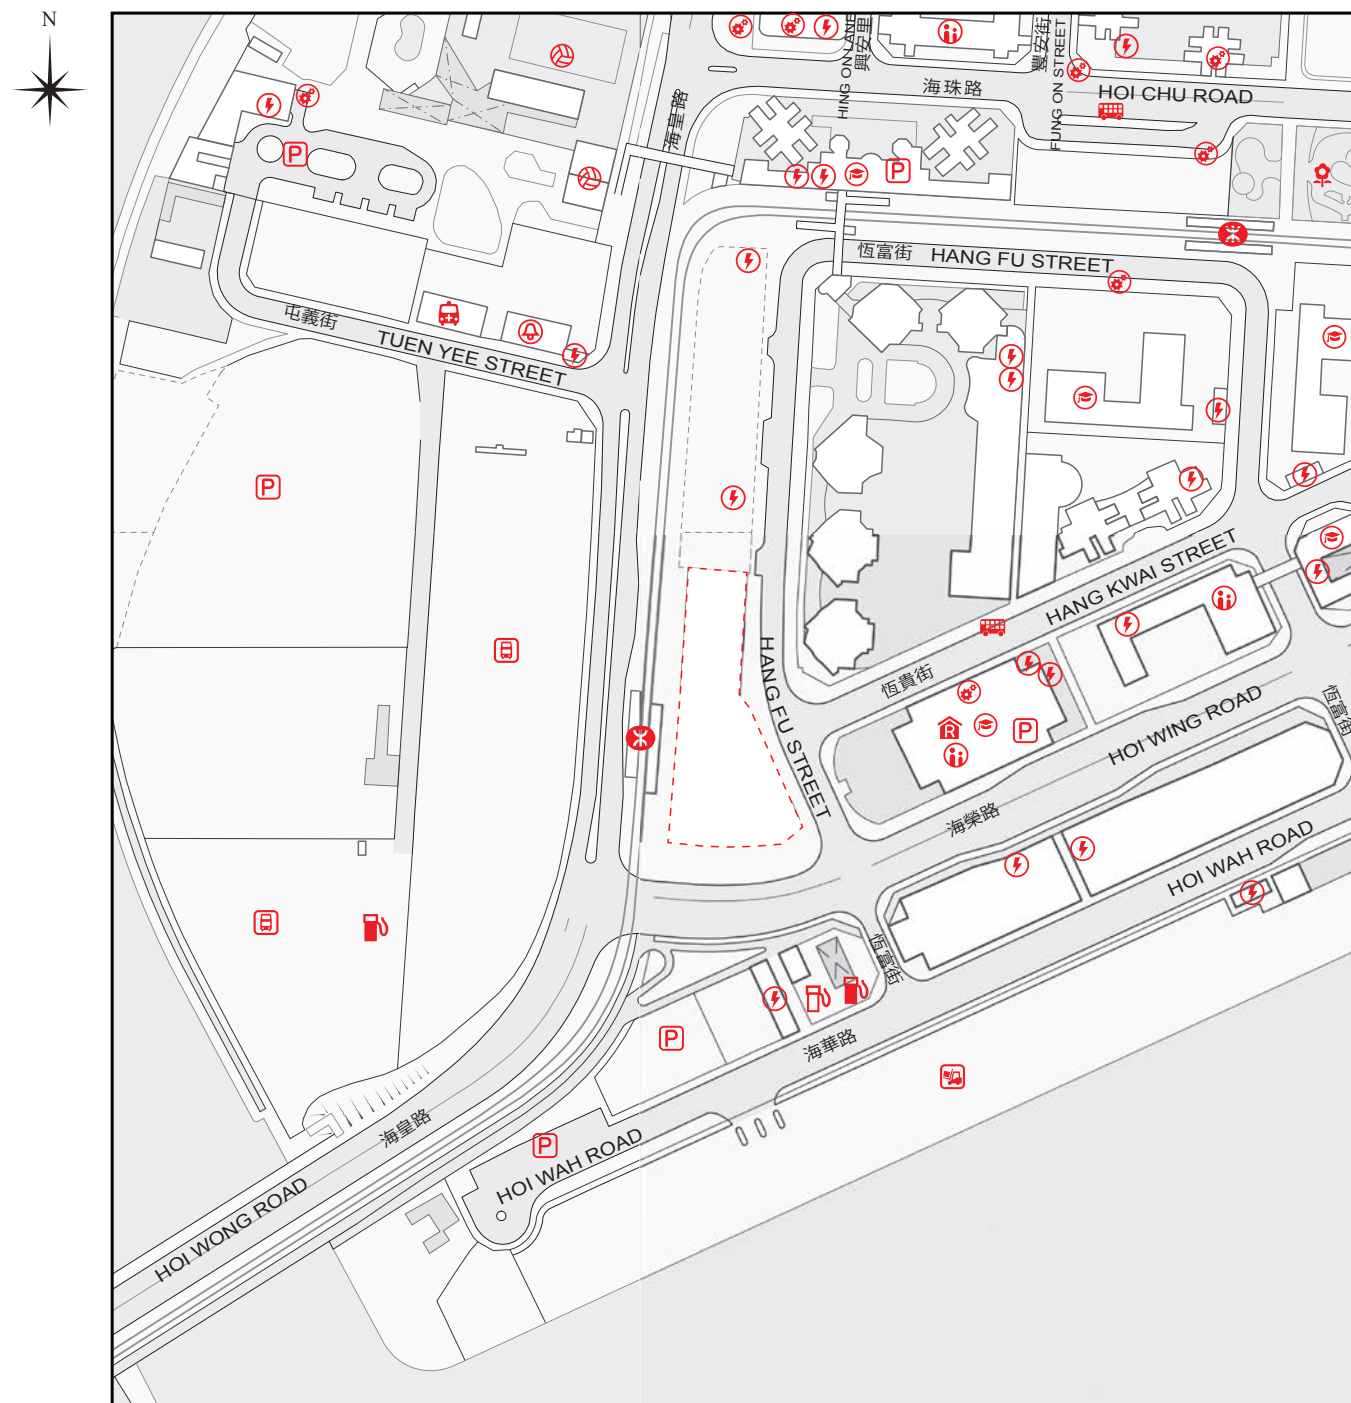 N
HING ON LANE
興安里
豐安街
FUNG ON STREET
海皇路
海珠路
HOI CHU ROAD
P
P
恆富街
HANG FU STREET
屯義街
TUEN YEE STREET
P
HANG KWAI STREET
HANG FU STREET
恆貴街
R
P
HOI WING ROAD
恆富街
海榮路
HOI WAH ROAD
恆富街
P
海華路
海皇路
P
HOI WAH ROAD
HOI WONG ROAD